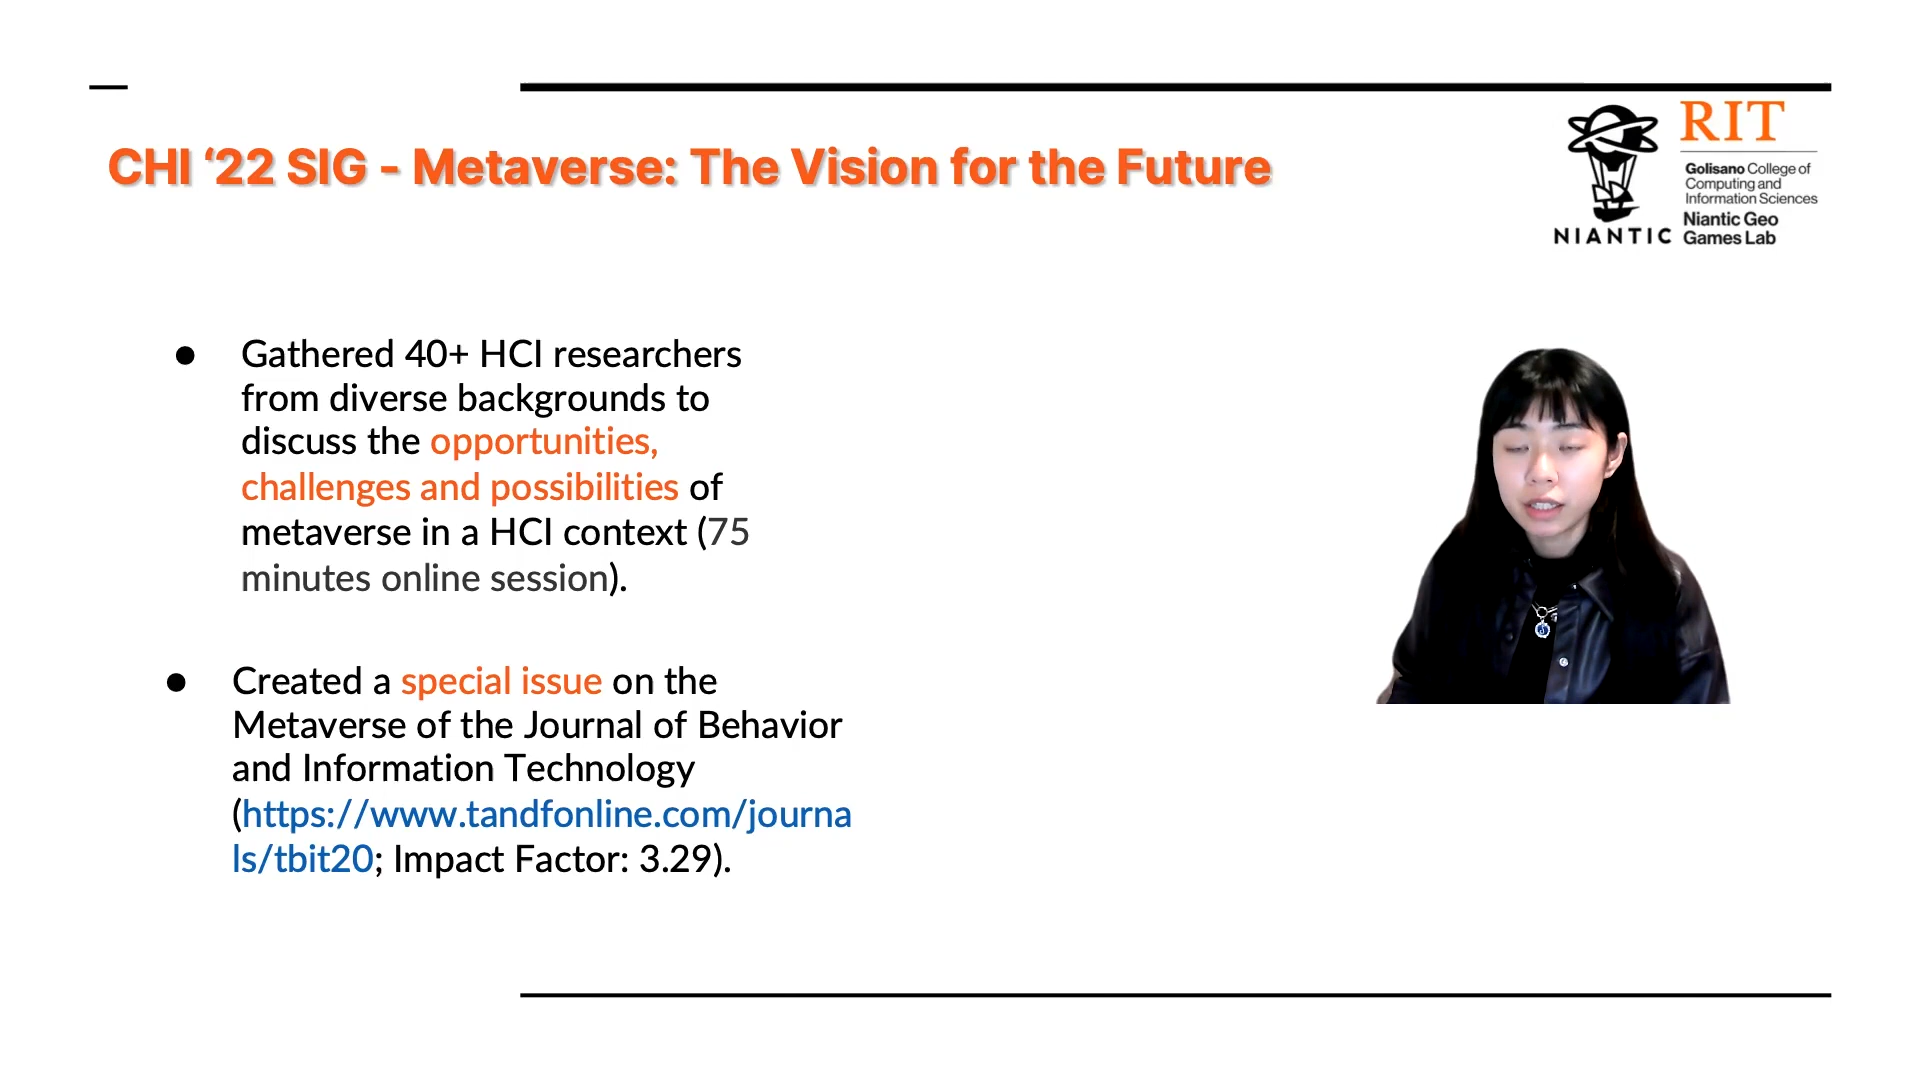 CHI ‘22 SIG - Metaverse: The Vision for the Future
RIT
Golisano College of
Computing and
Information Sciences
Niantic Geo
Games Lab
NIANTIC
● Gathered 40+ HCI researchers
from diverse backgrounds to
discuss the opportunities,
challenges and possibilities of
metaverse in a HCI context (75
minutes online session).
● Created a special issue on the
Metaverse of the Journal of Behavior
and Information Technology
(https://www.tandfonline.com/journa
ls/tbit20; Impact Factor: 3.29).